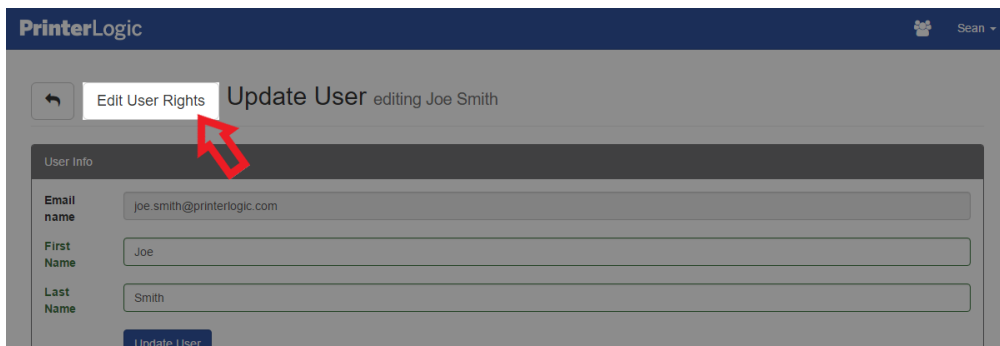 PrinterLogic Sean
Edit User Rights Update User editing Joe Smith
User Info
Email
name
joe.smith@printerlogic.com
First
Name
Joe
Last
Name
Smith
Update User